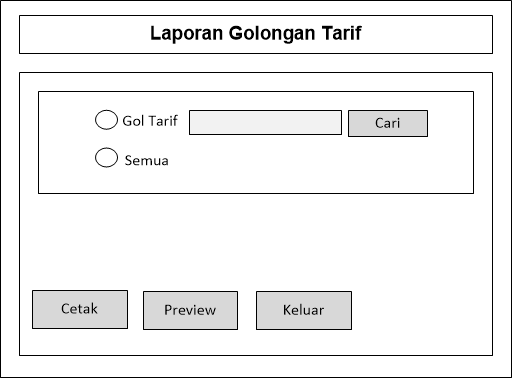 Laporan Golongan Tarif
Gol Tarif
Cari
Semua
Cetak
Preview
Keluar